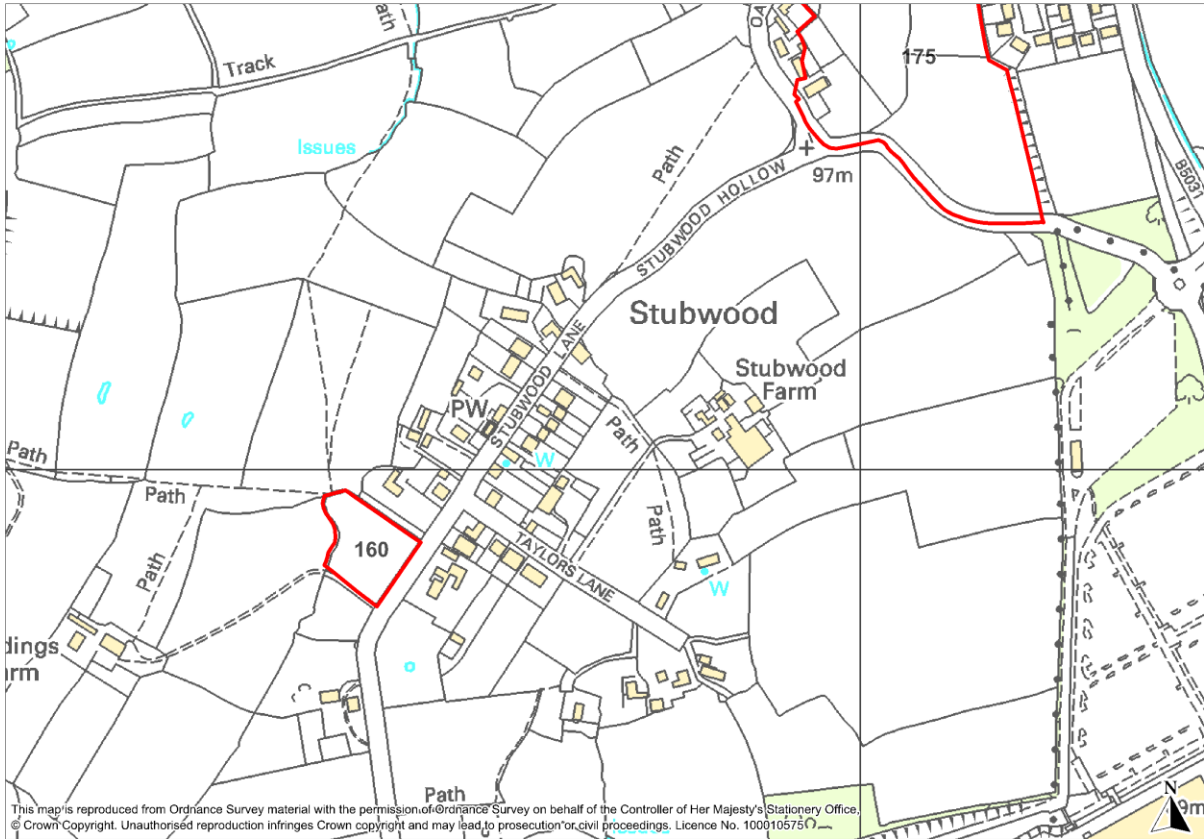 OA
175
Track
Path
Issues
STUBWOOD HOLLOW
97m
B5031
Stubwood
STUBWOOD LANE
Stubwood
Farm
PW
Path
W
Path
Path
Path
160
TAYLORS LANE
Path
W
dings
rm
Path
N
9m
Issues
This map is reproduced from Ordnance Survey material with the permission of Ordnance Survey on behalf of the Controller of Her Majesty's Stationery Office,
© Crown Copyright. Unauthorised reproduction infringes Crown copyright and may lead to prosecution or civil proceedings. Licence No. 100010575